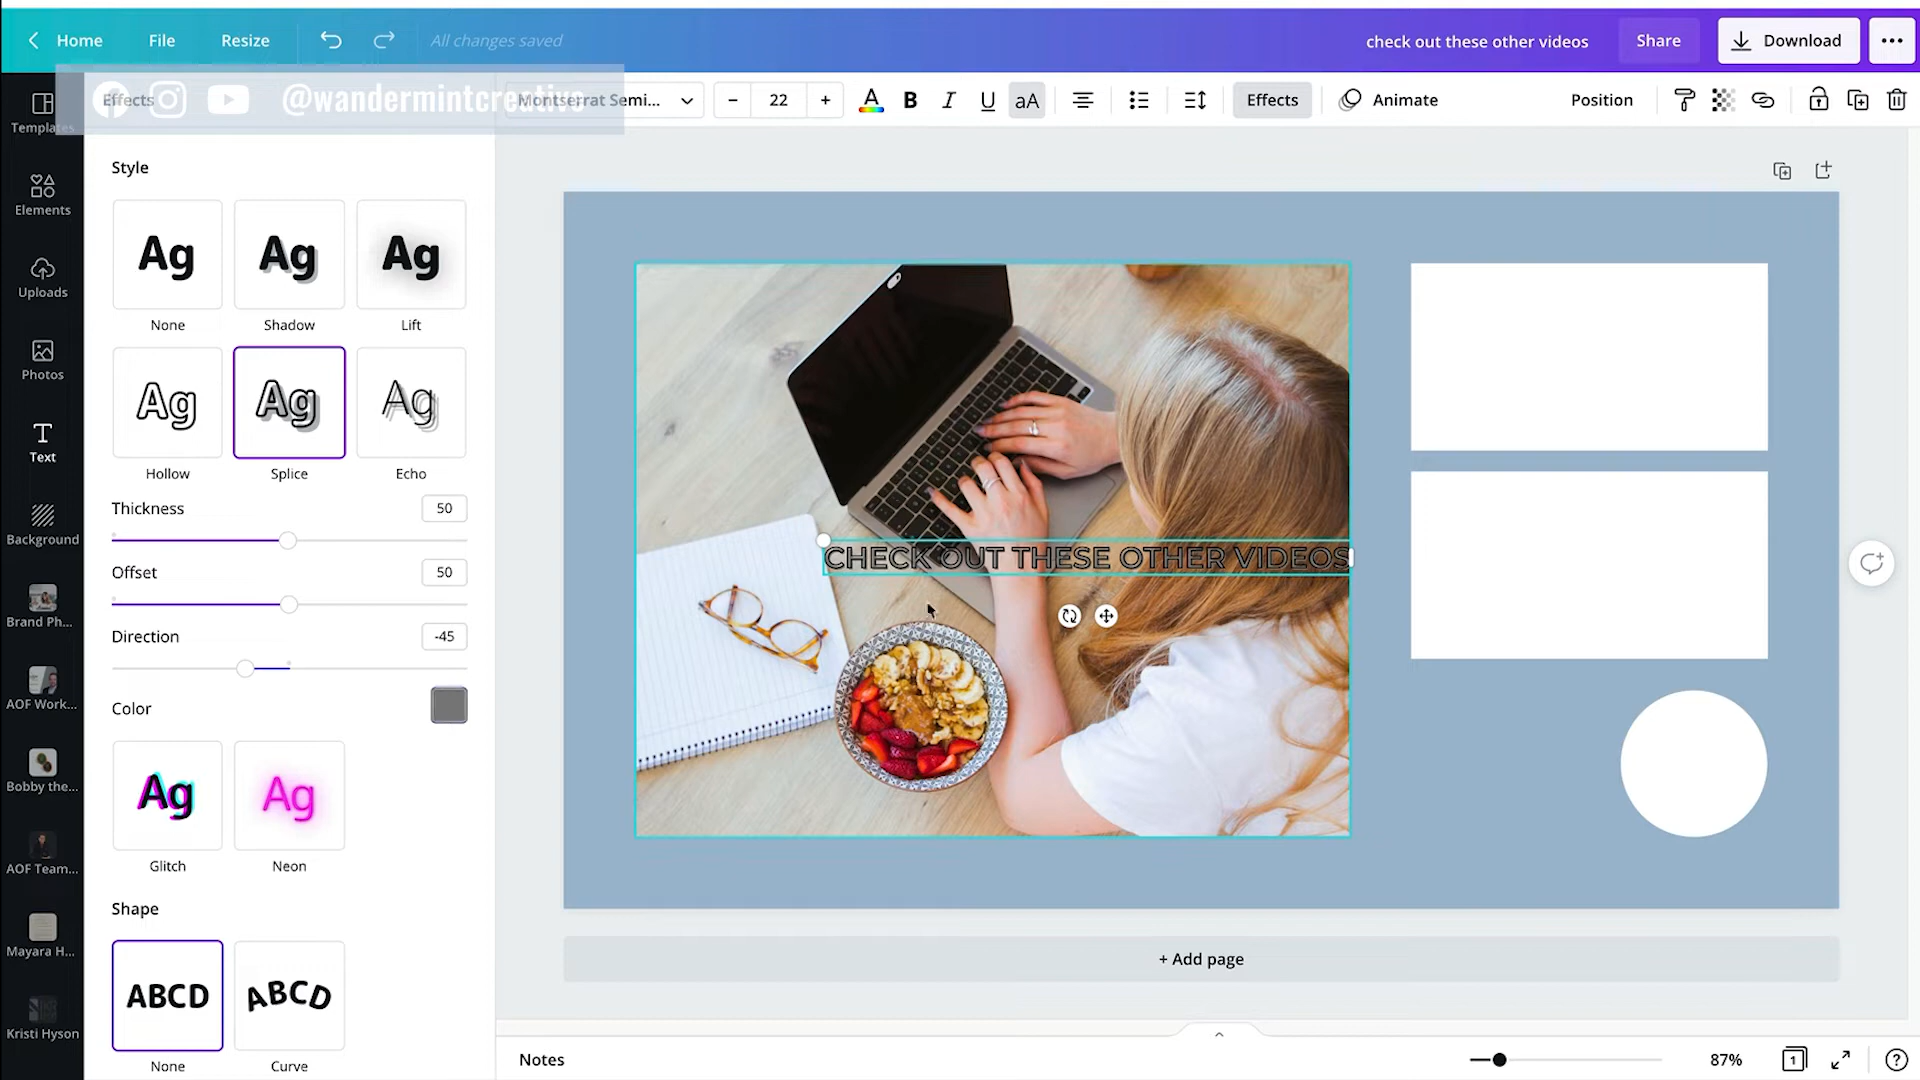 Home
File
Resize
All changes saved
check out these other videos
Share
Download
Effects
@wandermintcreative
Montserrat Semi...
22
A
B
I
U
aA
Effects
Animate
Position
Templates
Elements
Uploads
Photos
Text
Background
Brand Ph...
AOF Work...
Bobby the...
AOF Team...
Mayara H...
Kristi Hyson
Style
Ag
Ag
Ag
None
Shadow
Lift
Ag
Ag
Ag
Hollow
Splice
Echo
Thickness
50
Offset
50
Direction
-45
Color
Ag
Ag
Glitch
Neon
Shape
ABCD
ABCD
None
Curve
CHECK OUT THESE OTHER VIDEOS
+ Add page
Notes
87%
1
?